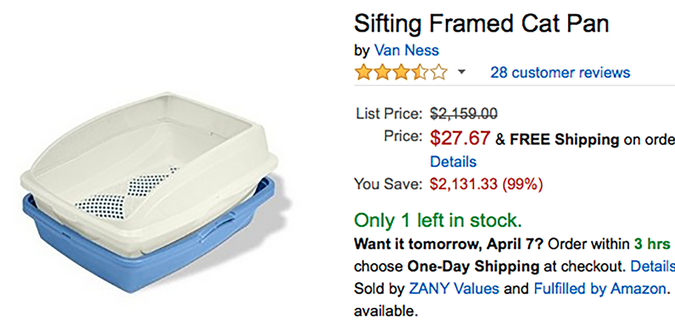 Sifting Framed Cat Pan
by Van Ness
28 customer reviews
List Price: $2,159.00
Price: $27.67 & FREE Shipping on orde
Details
You Save: $2,131.33 (99%)
Only 1 left in stock.
Want it tomorrow, April 7? Order within 3 hrs
choose One-Day Shipping at checkout. Details
Sold by ZANY Values and Fulfilled by Amazon.
available.